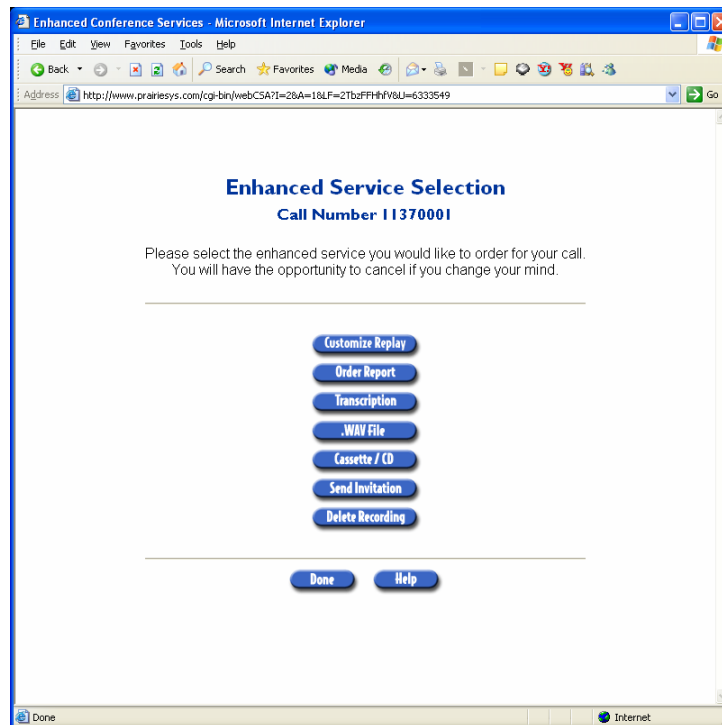 Enhanced Conference Services - Microsoft Internet Explorer
File Edit View Favorites Tools Help
Back Search Favorites Media
Address http://www.prairiesys.com/cgi-bin/webCSA?I=2&A=1&LF=2TbzFFHhfV&U=6333549 Go
Enhanced Service Selection
Call Number 11370001
Please select the enhanced service you would like to order for your call.
You will have the opportunity to cancel if you change your mind.
Customize Replay
Order Report
Transcription
.WAV File
Cassette / CD
Send Invitation
Delete Recording
Done Help
Done Internet